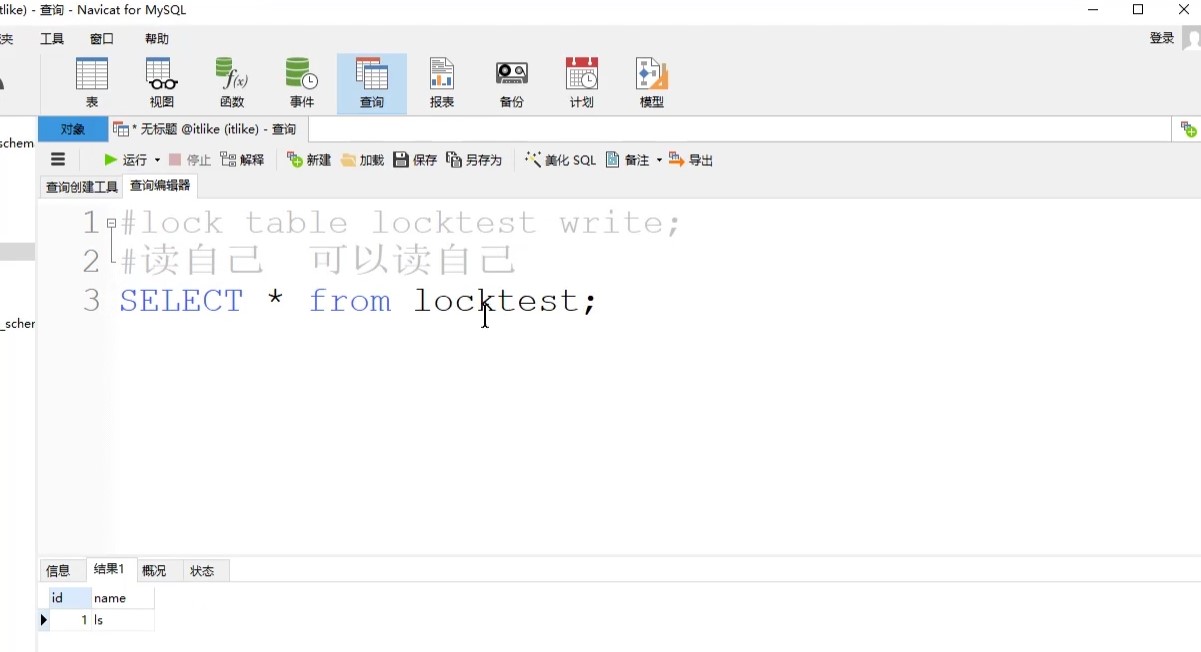 itlike) - 查询 - Navicat for MySQL
夹 工具 窗口 帮助 登录
表 视图 函数 事件 查询 报表 备份 计划 模型
f(x)
对象 * 无标题 @itlike (itlike) - 查询
schem
运行 停止 解释 新建 加载 保存 另存为 美化 SQL 备注 导出
查询创建工具 查询编辑器
1 #lock table locktest write;
2 #读自己 可以读自己
3 SELECT * from locktest;
_scher
信息 结果1 概况 状态
id name
1 ls